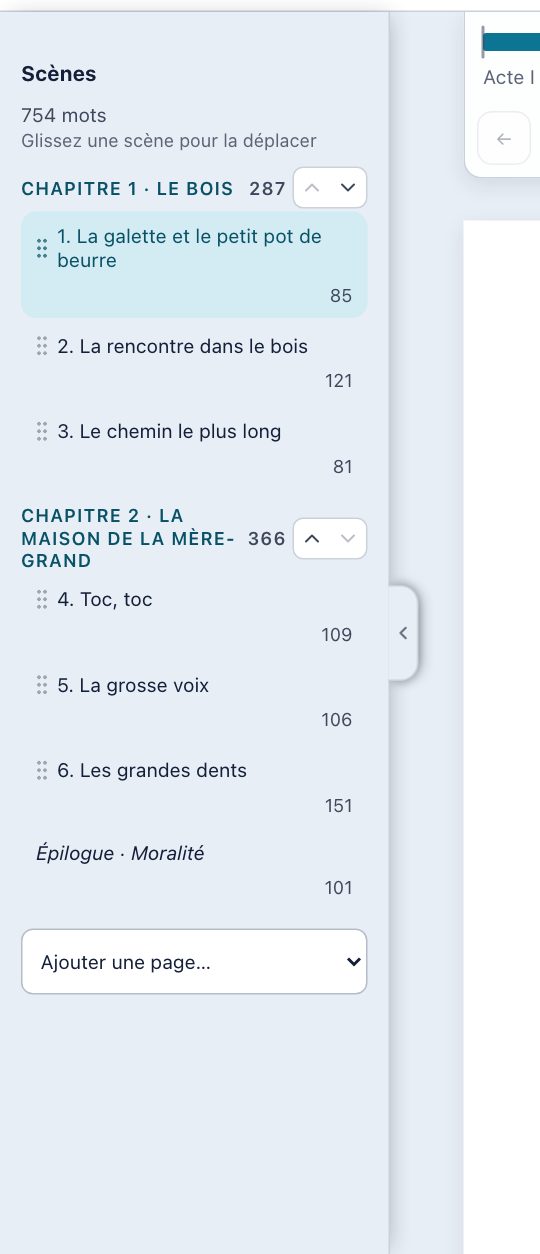 Scènes
754 mots
Glissez une scène pour la déplacer
CHAPITRE 1 · LE BOIS 287
1. La galette et le petit pot de
beurre
85
2. La rencontre dans le bois
121
3. Le chemin le plus long
81
CHAPITRE 2 · LA
MAISON DE LA MÈRE-
GRAND
366
4. Toc, toc
109
5. La grosse voix
106
6. Les grandes dents
151
Épilogue · Moralité
101
Ajouter une page...
Acte I